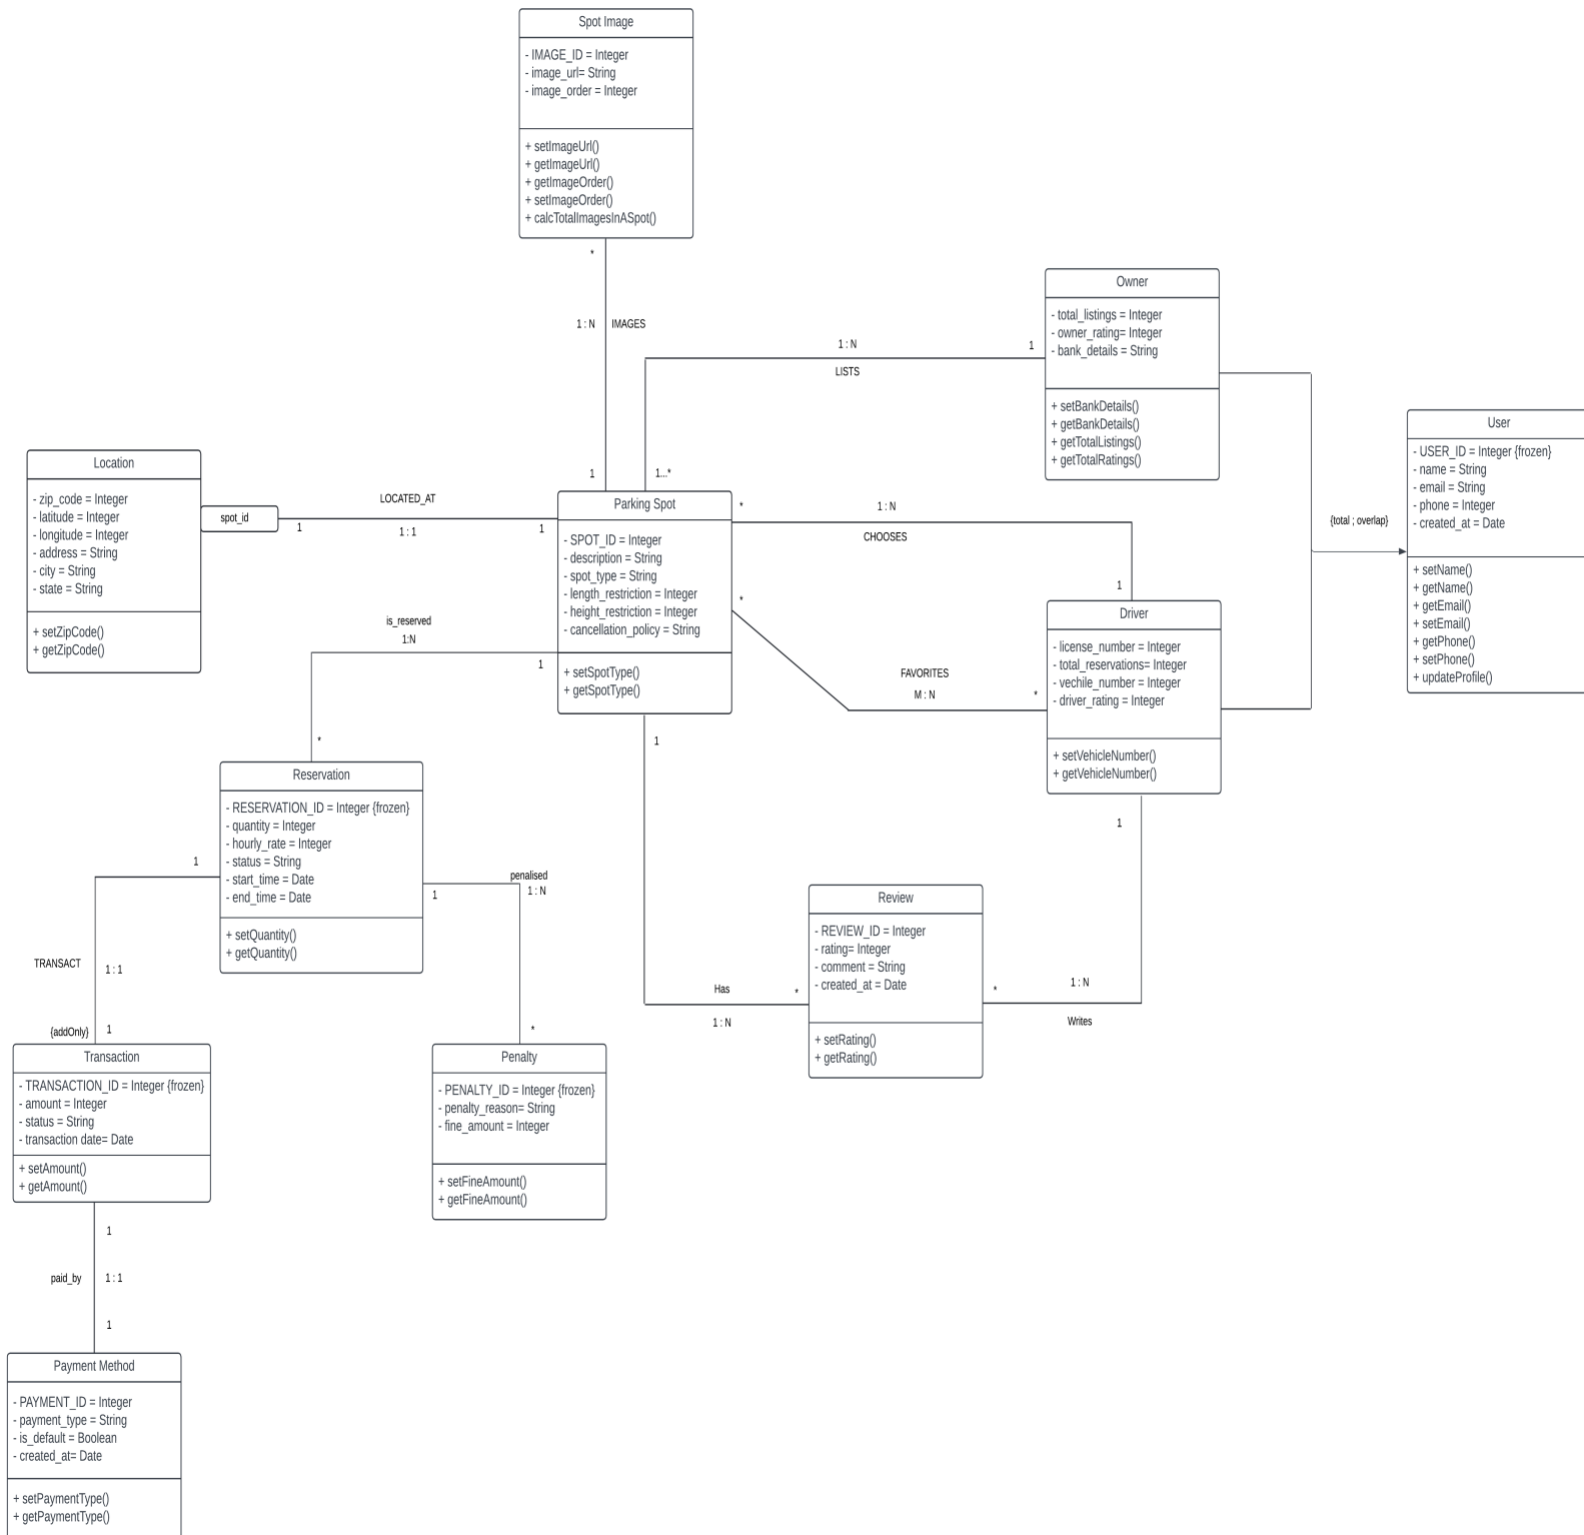 Spot Image
- IMAGE_ID = Integer
- image_url= String
- image_order = Integer
+ setImageUrl()
+ getImageUrl()
+ getImageOrder()
+ setImageOrder()
+ calcTotalImagesInASpot()
*
1 : N IMAGES
1
Owner
- total_listings = Integer
- owner_rating= Integer
- bank_details = String
+ setBankDetails()
+ getBankDetails()
+ getTotalListings()
+ getTotalRatings()
1 : N
1
LISTS
1...*
User
- USER_ID = Integer {frozen}
- name = String
- email = String
- phone = Integer
- created_at = Date
+ setName()
+ getName()
+ getEmail()
+ setEmail()
+ getPhone()
+ setPhone()
+ updateProfile()
{total ; overlap}
Location
- zip_code = Integer
- latitude = Integer
- longitude = Integer
- address = String
- city = String
- state = String
+ setZipCode()
+ getZipCode()
spot_id
LOCATED_AT
1
1 : 1
1
Parking Spot
- SPOT_ID = Integer
- description = String
- spot_type = String
- length_restriction = Integer
- height_restriction = Integer
- cancellation_policy = String
+ setSpotType()
+ getSpotType()
*
1 : N
CHOOSES
1
*
FAVORITES
M : N
*
Driver
- license_number = Integer
- total_reservations= Integer
- vechile_number = Integer
- driver_rating = Integer
+ setVehicleNumber()
+ getVehicleNumber()
is_reserved
1:N
1
*
Reservation
- RESERVATION_ID = Integer {frozen}
- quantity = Integer
- hourly_rate = Integer
- status = String
- start_time = Date
- end_time = Date
+ setQuantity()
+ getQuantity()
1
penalised
1 : N
1
*
1
Has
*
1 : N
Review
- REVIEW_ID = Integer
- rating= Integer
- comment = String
- created_at = Date
+ setRating()
+ getRating()
1
*
1 : N
Writes
TRANSACT
1 : 1
{addOnly}
1
Transaction
- TRANSACTION_ID = Integer {frozen}
- amount = Integer
- status = String
- transaction date= Date
+ setAmount()
+ getAmount()
Penalty
- PENALTY_ID = Integer {frozen}
- penalty_reason= String
- fine_amount = Integer
+ setFineAmount()
+ getFineAmount()
1
paid_by
1 : 1
1
Payment Method
- PAYMENT_ID = Integer
- payment_type = String
- is_default = Boolean
- created_at= Date
+ setPaymentType()
+ getPaymentType()